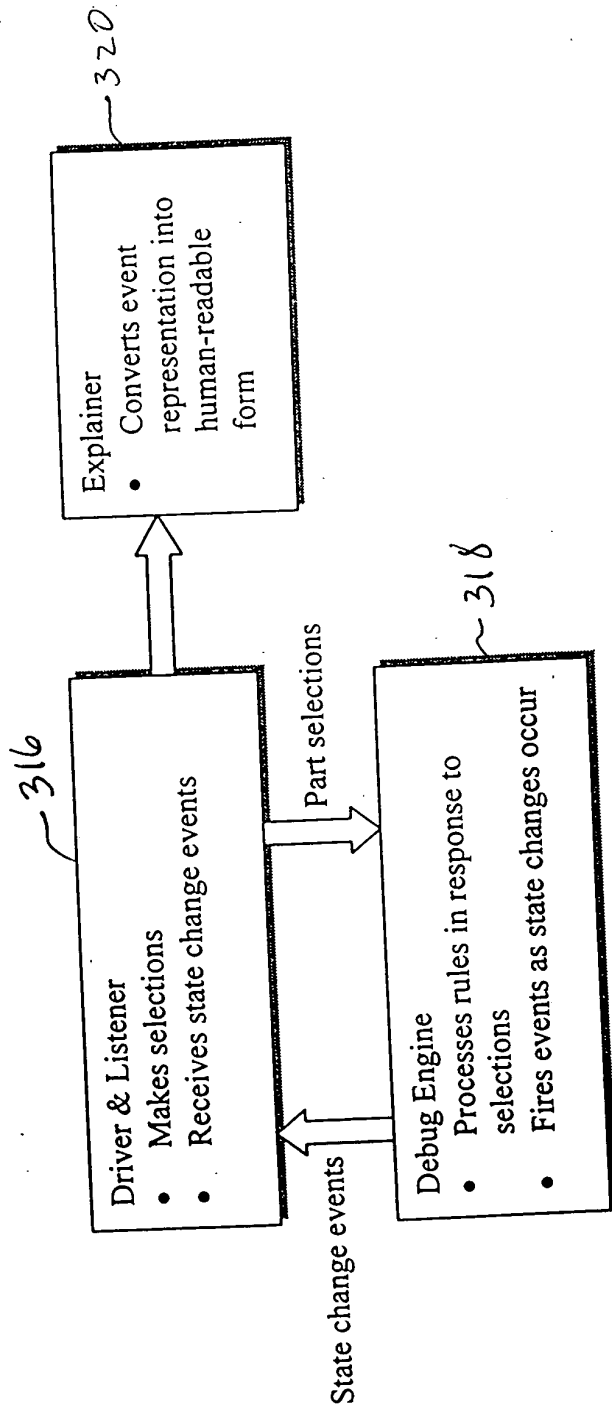 316
Driver & Listener
• Makes selections
• Receives state change events
320
Explainer
• Converts event
representation into
human-readable
form
State change events
Part selections
318
Debug Engine
• Processes rules in response to
selections
• Fires events as state changes occur